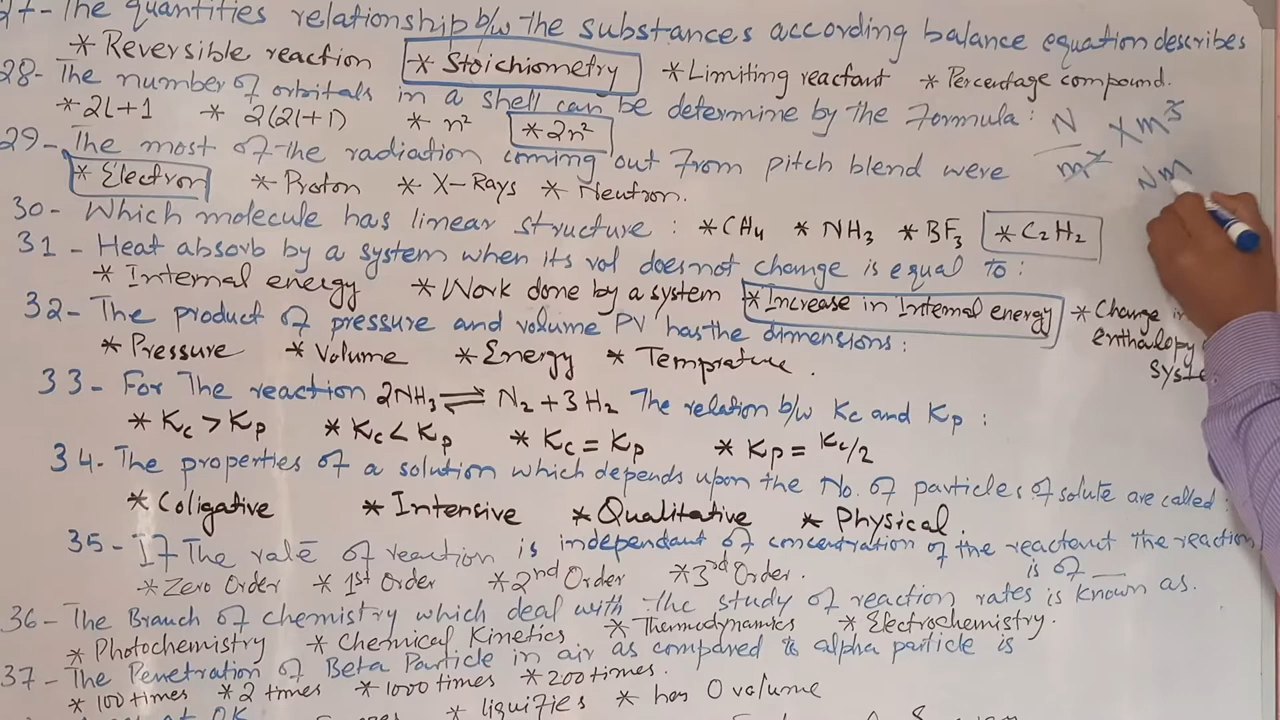 27- The quantities relationship b/w the substances according balance equation describes
* Reversible reaction * Stoichiometry * Limiting reactant * Percentage compound.
28- The number of orbitals in a shell can be determine by the Formula:
* 2l+1 * 2(2l+1) * n² * 2n²
N/m² × m³
Nm
29- The most of the radiation coming out from pitch blend were
* Electron * Proton * X-Rays * Neutron.
30- Which molecule has linear structure: * CH₄ * NH₃ * BF₃ * C₂H₂
31- Heat absorb by a system when its vol does not change is equal to:
* Internal energy * Work done by a system * Increase in Internal energy * Change in
enthalopy
32- The product of pressure and volume PV has the dimensions:
* Pressure * Volume * Energy * Temprature.
33- For The reaction 2NH₃ ⇌ N₂ + 3H₂ The relation b/w Kc and Kp:
* Kc > Kp * Kc < Kp * Kc = Kp * Kp = Kc/2
34. The properties of a solution which depends upon the No. of particles of solute are called:
* Coligative * Intensive * Qualitative * Physical.
35- If The rate of reaction is independant of concentration of the reactant the reaction
is of __
* Zero Order * 1st Order * 2nd Order * 3rd Order.
36- The Branch of chemistry which deal with the study of reaction rates is known as.
* Photochemistry * Chemical Kinetics * Thermodynamics * Electrochemistry.
37- The Penetration of Beta Particle in air as compared to alpha particle is
* 100 times * 2 times * 1000 times * 200 times.
* liquifies * has 0 volume